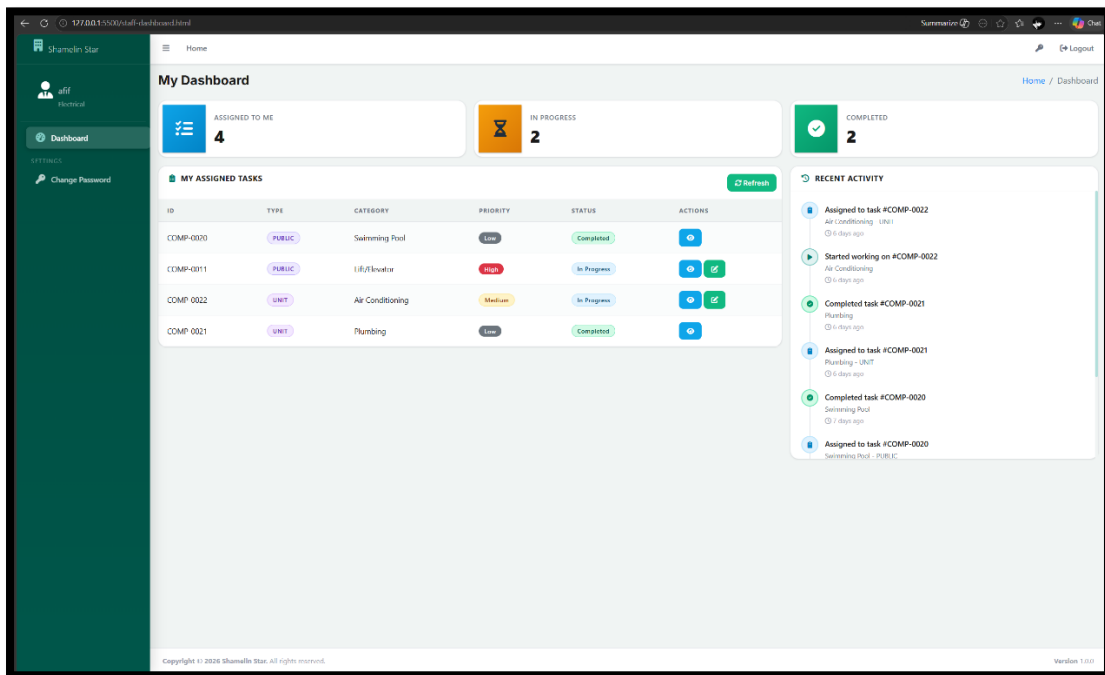 127.0.0.1:5500/staff-dashboard.html
Summarize
Chat
Shamelin Star
Home
Logout
afif
Electrical
Dashboard
SETTINGS
Change Password
My Dashboard
Home / Dashboard
ASSIGNED TO ME
4
IN PROGRESS
2
COMPLETED
2
MY ASSIGNED TASKS
Refresh
ID TYPE CATEGORY PRIORITY STATUS ACTIONS
COMP-0020 PUBLIC Swimming Pool Low Completed
COMP-0011 PUBLIC Lift/Elevator High In Progress
COMP-0022 UNIT Air Conditioning Medium In Progress
COMP-0021 UNIT Plumbing Low Completed
RECENT ACTIVITY
Assigned to task #COMP-0022
Air Conditioning - UNIT
6 days ago
Started working on #COMP-0022
Air Conditioning
6 days ago
Completed task #COMP-0021
Plumbing
6 days ago
Assigned to task #COMP-0021
Plumbing - UNIT
6 days ago
Completed task #COMP-0020
Swimming Pool
7 days ago
Assigned to task #COMP-0020
Swimming Pool - PUBLIC
Copyright © 2026 Shamelin Star. All rights reserved.
Version 1.0.0